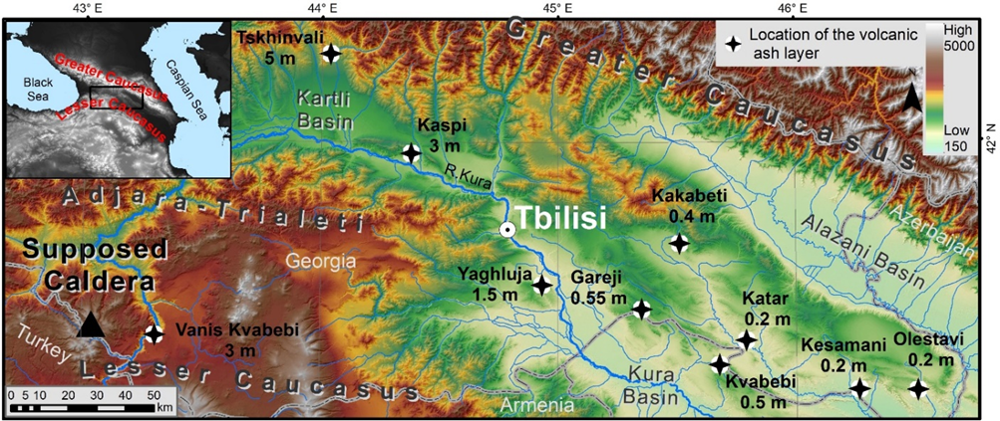 43° E
44° E
45° E
46° E
42° N
Black
Sea
Greater Caucasus
Lesser Caucasus
Caspian Sea
Tskhinvali
5 m
Greater Caucasus
Location of the volcanic
ash layer
High
5000
Low
150
Kartli
Basin
Kaspi
3 m
R.Kura
Adjara-Trialeti
Tbilisi
Kakabeti
0.4 m
Alazani Basin
Azerbaijan
Supposed
Caldera
Georgia
Yaghluja
1.5 m
Gareji
0.55 m
Katar
0.2 m
Turkey
Vanis Kvabebi
3 m
Kesamani
0.2 m
Olestavi
0.2 m
Lesser Caucasus
Kura
Basin
Kvabebi
0.5 m
Armenia
0 5 10 20 30 40 50
km